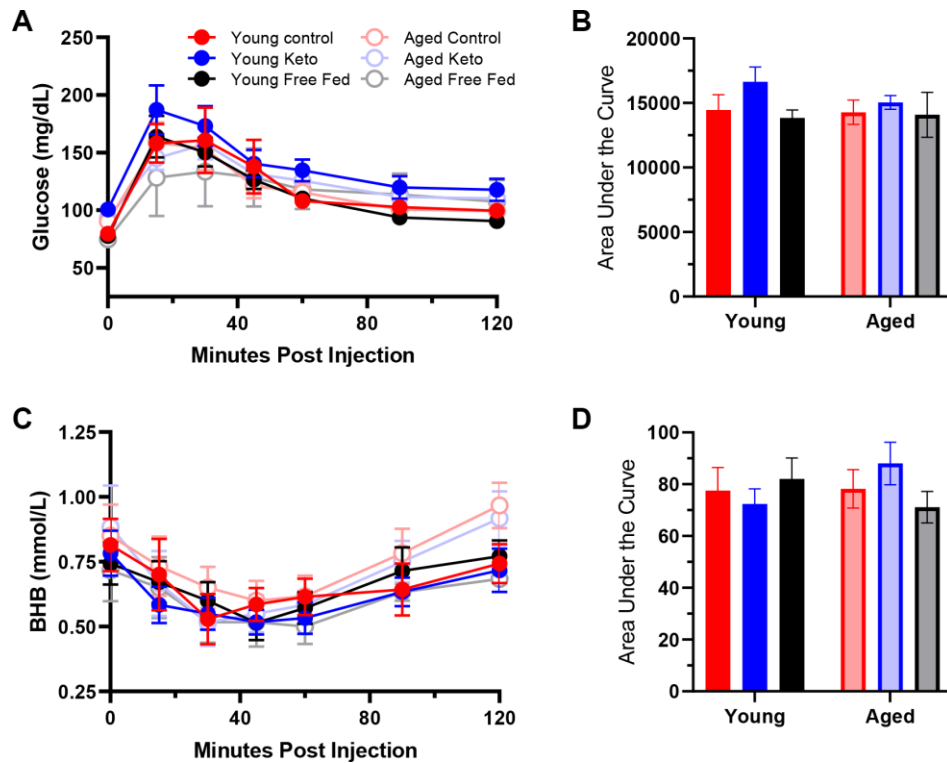 A
250
200
150
100
50
Glucose (mg/dL)
Young control
Young Keto
Young Free Fed
Aged Control
Aged Keto
Aged Free Fed
0 40 80 120
Minutes Post Injection
B
20000
15000
10000
5000
0
Area Under the Curve
Young Aged
C
1.25
1.00
0.75
0.50
0.25
BHB (mmol/L)
0 40 80 120
Minutes Post Injection
D
100
80
60
40
20
0
Area Under the Curve
Young Aged